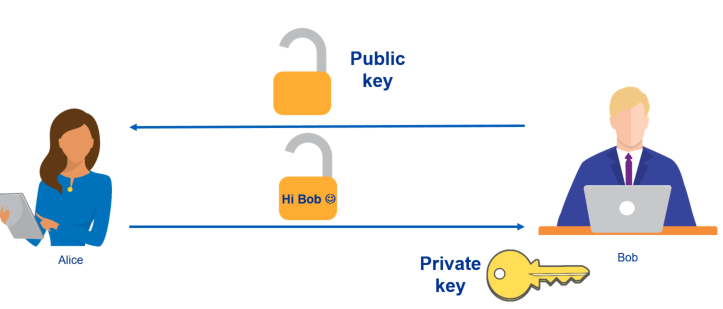 Public
key
Hi Bob ☺
Alice
Bob
Private
key